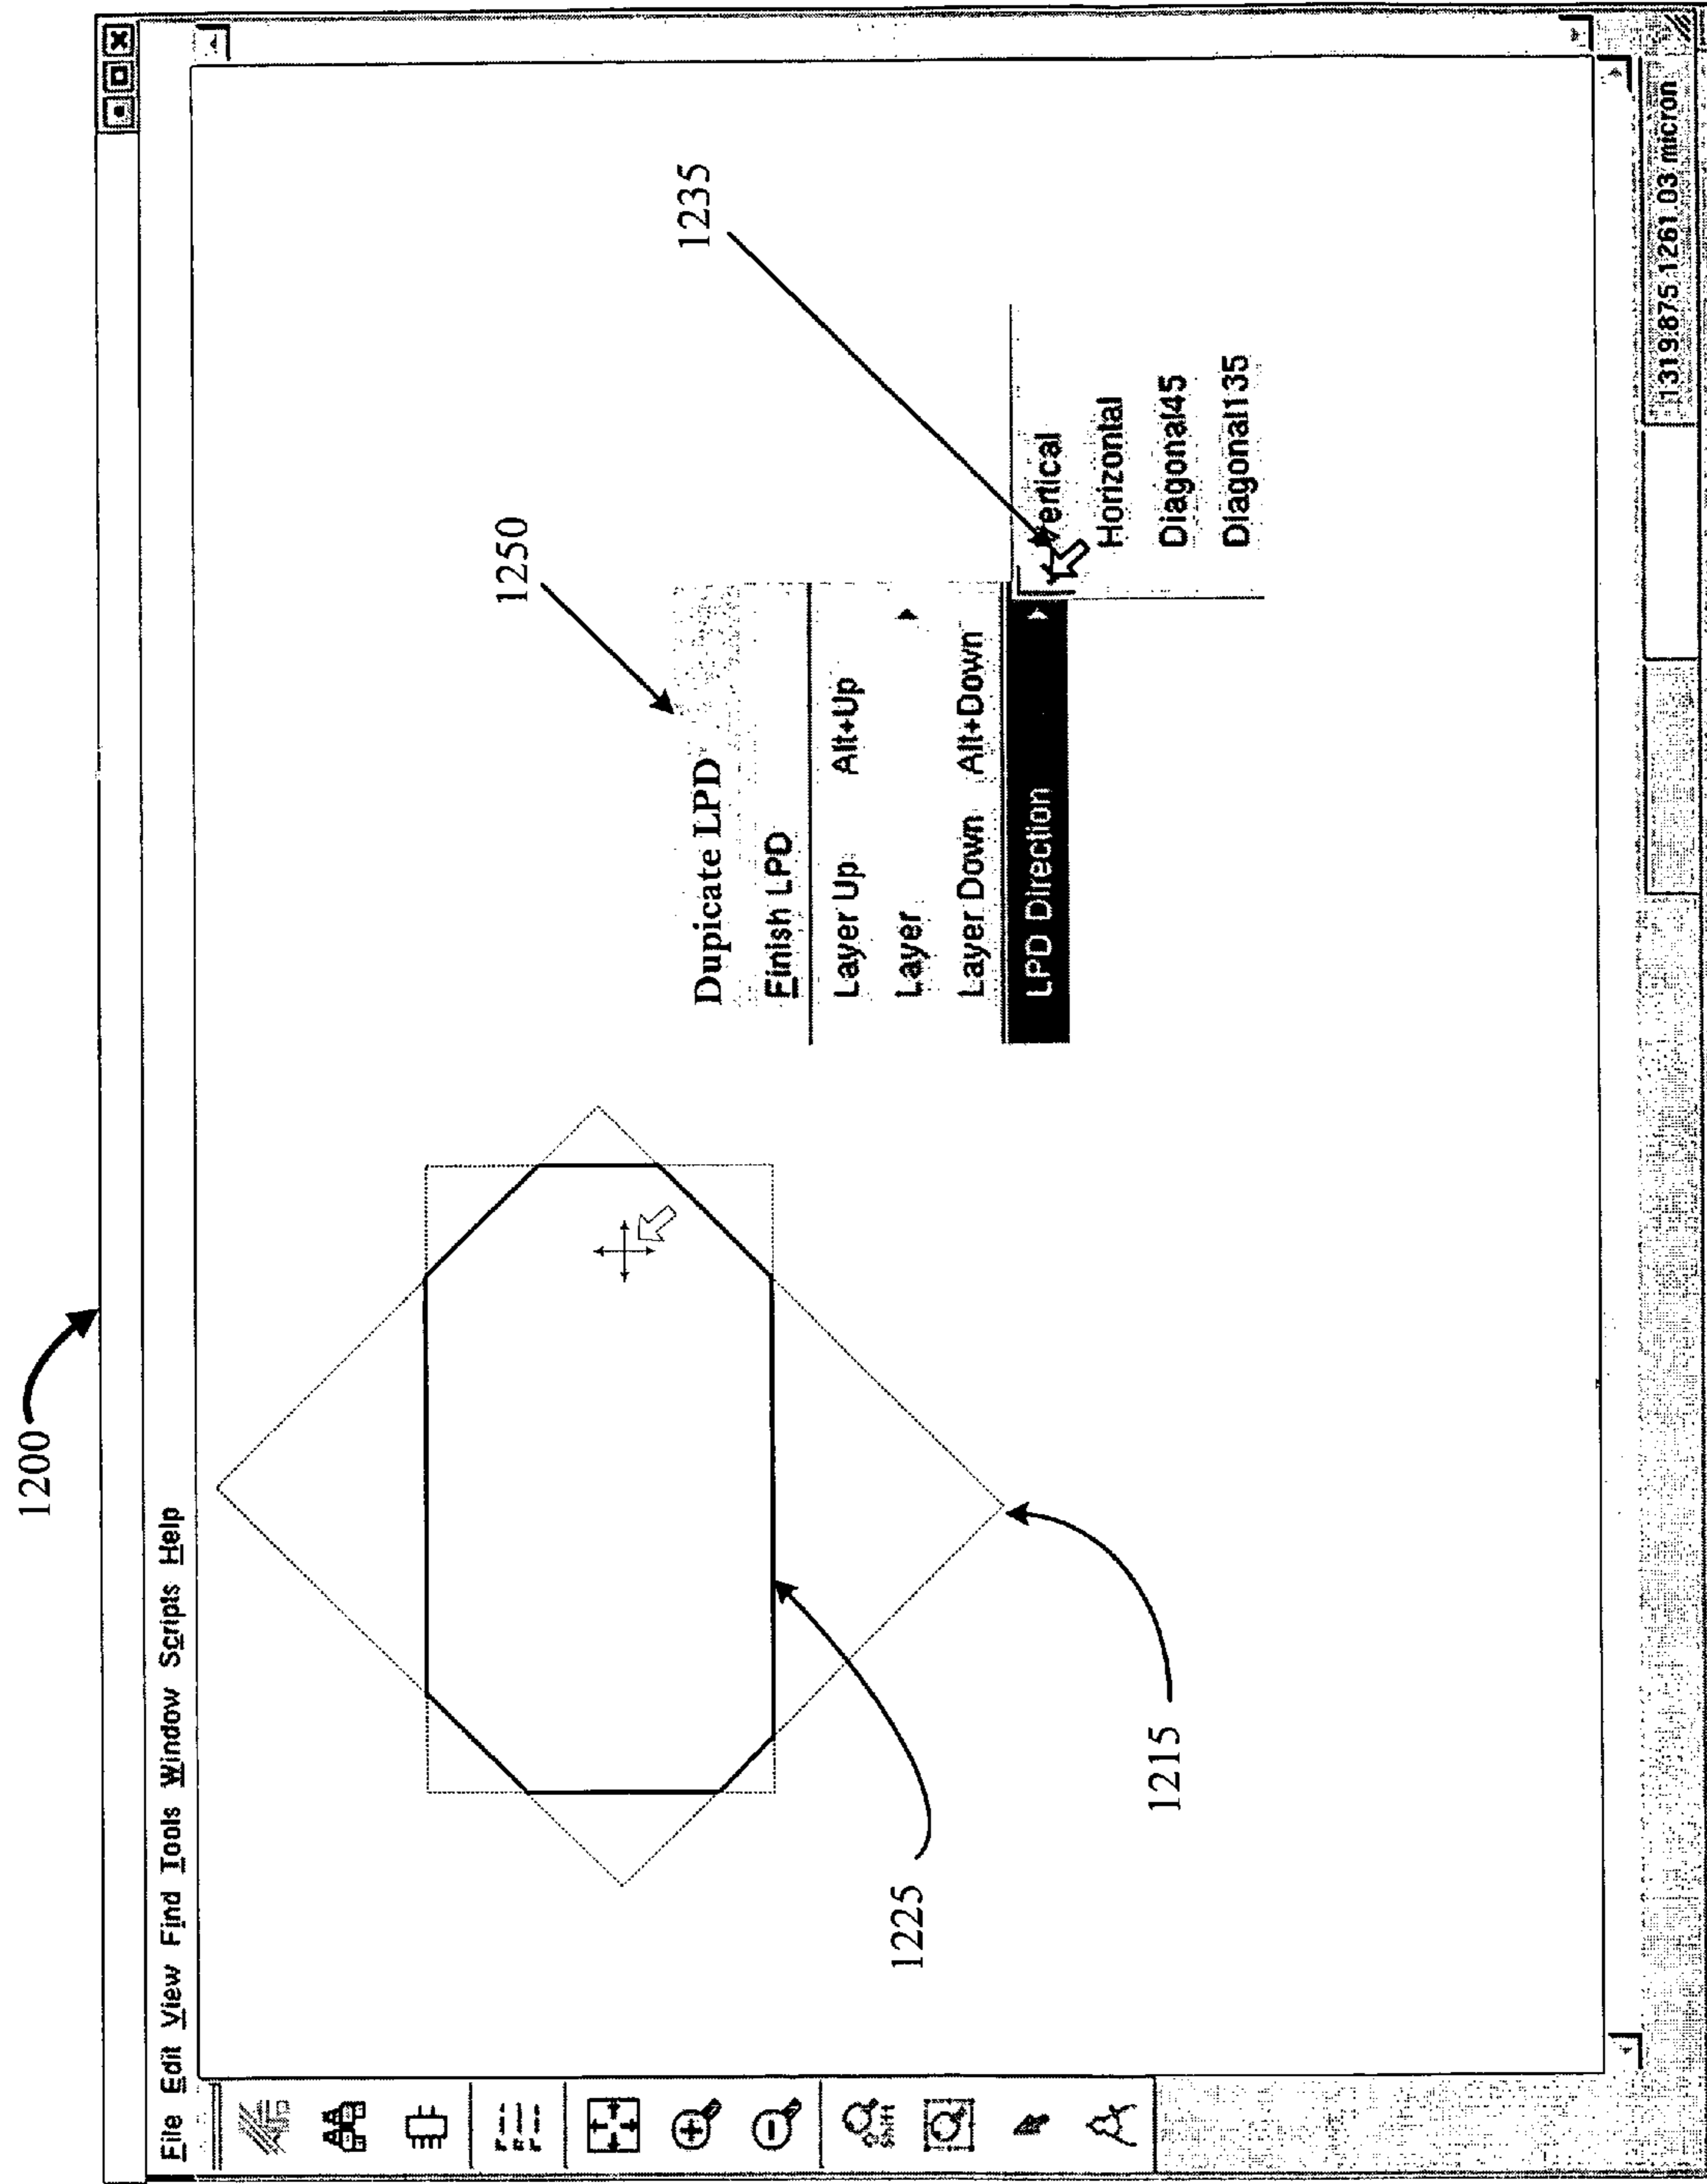 1200
File Edit View Find Tools Window Scripts Help
Shift
1250
1235
Dupicate LPD
Finish LPD
Layer Up Alt+Up
Layer
Layer Down Alt+Down
LPD Direction
Vertical
Horizontal
Diagonal45
Diagonal135
1225
1215
1319.875,1261.03 micron